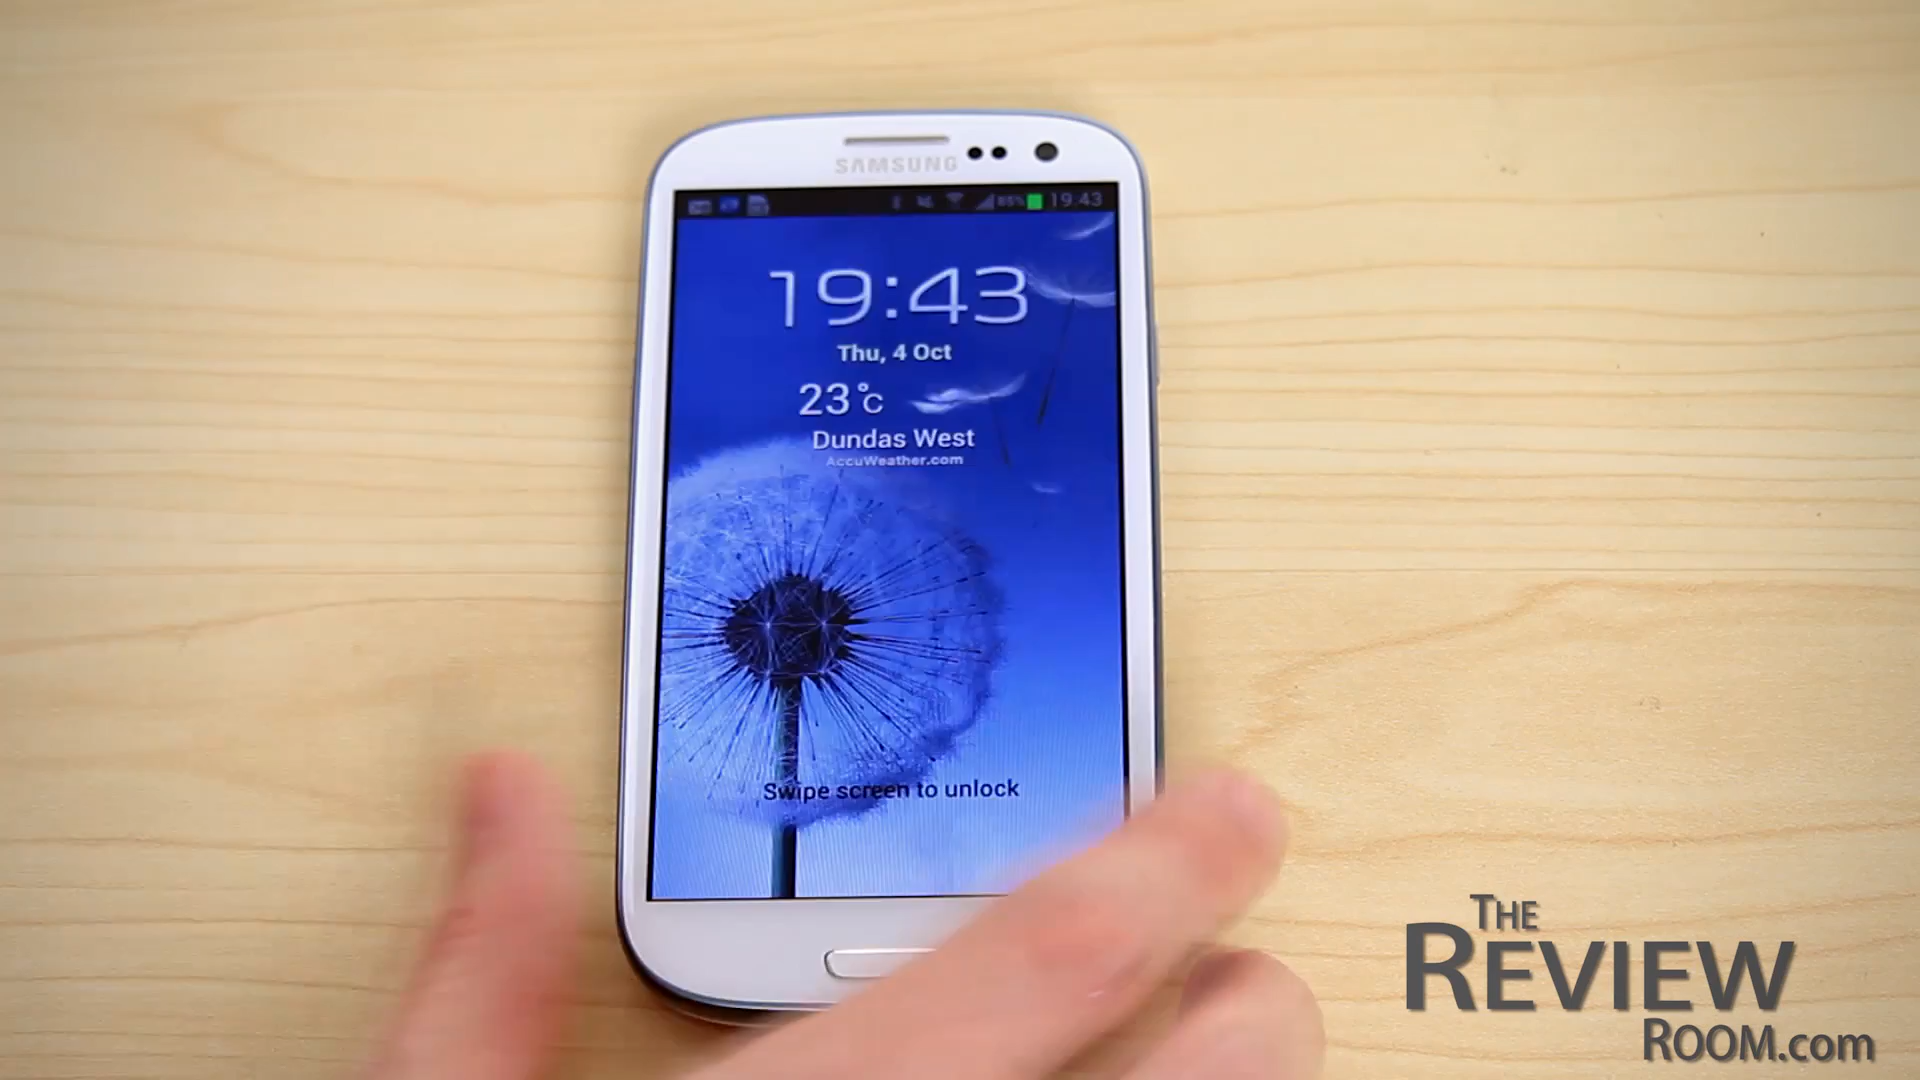 SAMSUNG
85% 19:43
19:43
Thu, 4 Oct
23°C
Dundas West
AccuWeather.com
Swipe screen to unlock
THE
REVIEW
ROOM.com